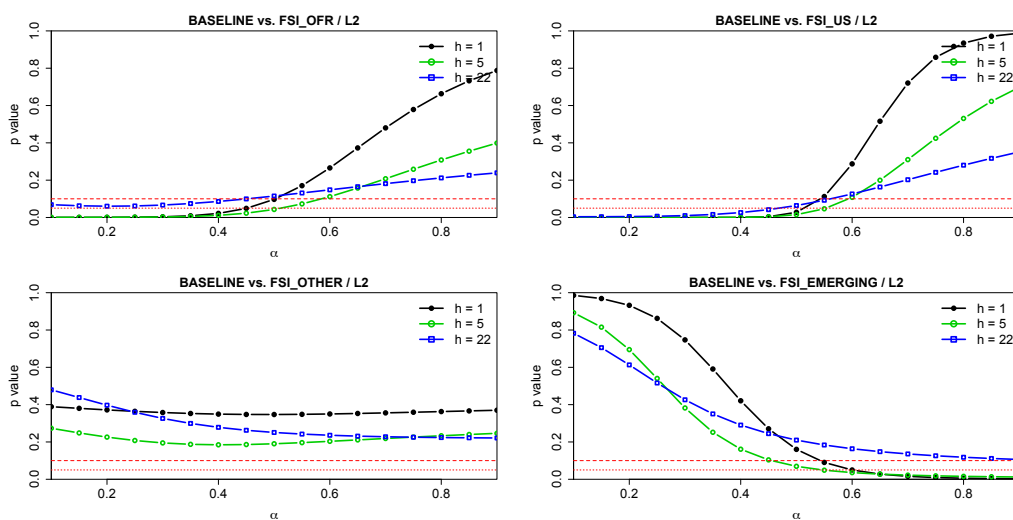 BASELINE vs. FSI_OFR / L2
p value
1.0
0.8
0.6
0.4
0.2
0.0
h = 1
h = 5
h = 22
0.2 0.4 0.6 0.8
α
BASELINE vs. FSI_US / L2
p value
1.0
0.8
0.6
0.4
0.2
0.0
h = 1
h = 5
h = 22
0.2 0.4 0.6 0.8
α
BASELINE vs. FSI_OTHER / L2
p value
1.0
0.8
0.6
0.4
0.2
0.0
h = 1
h = 5
h = 22
0.2 0.4 0.6 0.8
α
BASELINE vs. FSI_EMERGING / L2
p value
1.0
0.8
0.6
0.4
0.2
0.0
h = 1
h = 5
h = 22
0.2 0.4 0.6 0.8
α